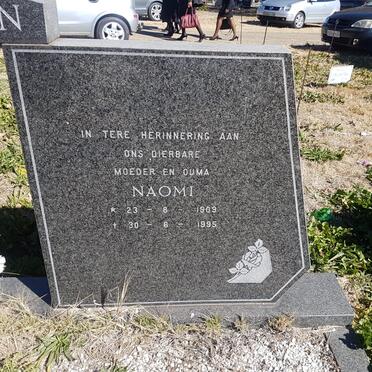 N
IN TERE HERINNERING AAN
ONS DIERBARE
MOEDER EN OUMA
NAOMI
* 23 - 8 - 1909
† 30 - 6 - 1995